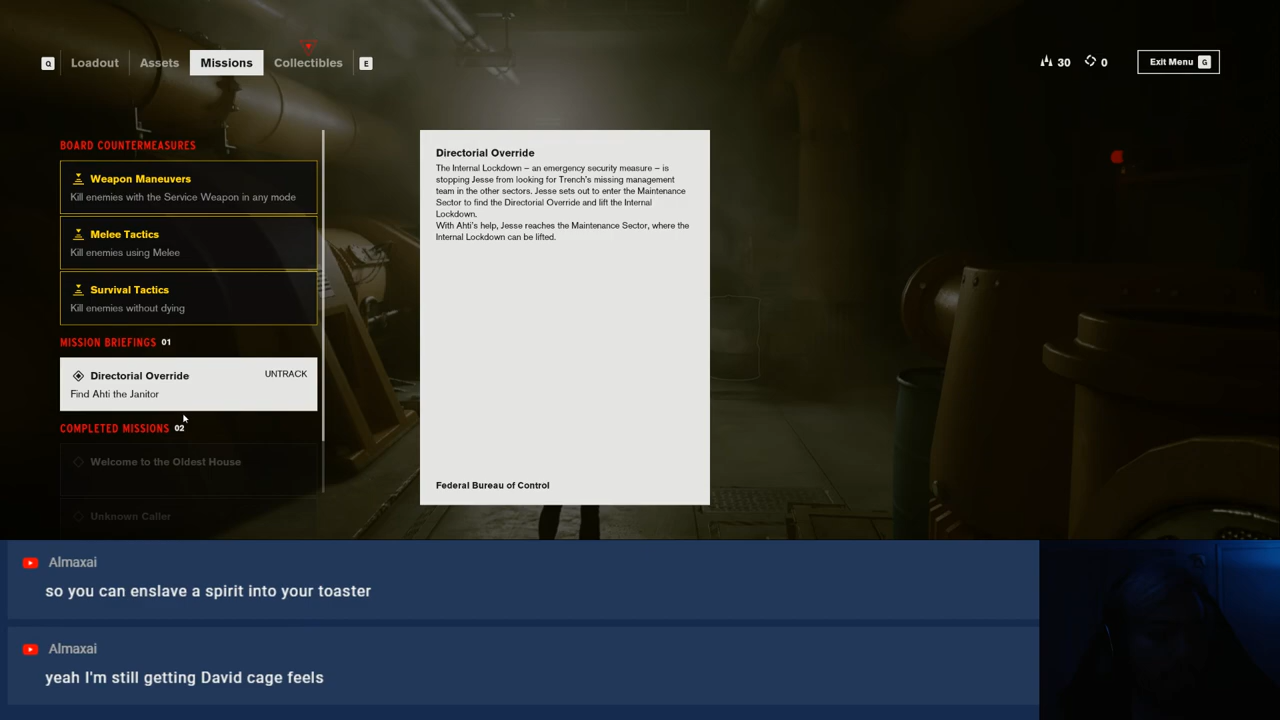 Q Loadout Assets Missions Collectibles E 30 0 Exit Menu G
BOARD COUNTERMEASURES
Weapon Maneuvers
Kill enemies with the Service Weapon in any mode
Melee Tactics
Kill enemies using Melee
Survival Tactics
Kill enemies without dying
MISSION BRIEFINGS 01
Directorial Override UNTRACK
Find Ahti the Janitor
COMPLETED MISSIONS 02
Welcome to the Oldest House
Unknown Caller
Directorial Override
The Internal Lockdown – an emergency security measure – is
stopping Jesse from looking for Trench's missing management
team in the other sectors. Jesse sets out to enter the Maintenance
Sector to find the Directorial Override and lift the Internal
Lockdown.
With Ahti's help, Jesse reaches the Maintenance Sector, where the
Internal Lockdown can be lifted.
Federal Bureau of Control
Almaxai
so you can enslave a spirit into your toaster
Almaxai
yeah I'm still getting David cage feels